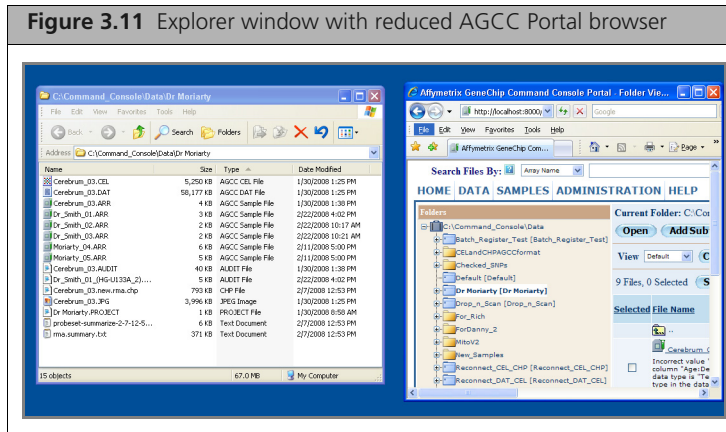 Figure 3.11 Explorer window with reduced AGCC Portal browser
C:\Command_Console\Data\Dr Moriarty
File Edit View Favorites Tools Help
Back Search Folders
Address C:\Command_Console\Data\Dr Moriarty
Name Size Type Date Modified
Cerebrum_03.CEL 5,250 KB AGCC CEL File 1/30/2008 1:25 PM
Cerebrum_03.DAT 58,177 KB AGCC DAT File 1/30/2008 1:25 PM
Cerebrum_03.ARR 4 KB AGCC Sample File 1/30/2008 1:38 PM
Dr_Smith_01.ARR 3 KB AGCC Sample File 2/22/2008 4:02 PM
Dr_Smith_02.ARR 2 KB AGCC Sample File 2/22/2008 10:17 AM
Dr_Smith_03.ARR 2 KB AGCC Sample File 2/22/2008 10:21 AM
Moriarty_04.ARR 6 KB AGCC Sample File 2/11/2008 5:00 PM
Moriarty_05.ARR 5 KB AGCC Sample File 2/11/2008 5:00 PM
Cerebrum_03.AUDIT 40 KB AUDIT File 1/30/2008 1:38 PM
Dr_Smith_01_(HG-U133A_2).... 5 KB AUDIT File 2/22/2008 4:02 PM
Cerebrum_03.new.rma.chp 793 KB CHP File 2/7/2008 12:53 PM
Cerebrum_03.JPG 3,996 KB JPEG Image 1/30/2008 1:25 PM
Dr Moriarty.PROJECT 1 KB PROJECT File 1/30/2008 8:58 AM
probeset-summarize-2-7-12-5... 6 KB Text Document 2/7/2008 12:53 PM
rma.summary.txt 371 KB Text Document 2/7/2008 12:53 PM
15 objects 67.0 MB My Computer
Affymetrix GeneChip Command Console Portal - Folder Vie...
http://localhost:8000/ Google
File Edit View Favorites Tools Help
Affymetrix GeneChip Com... Page
Search Files By: Array Name
HOME DATA SAMPLES ADMINISTRATION HELP
Folders
C:\Command_Console\Data
Batch_Register_Test [Batch_Register_Test]
CELandCHPAGCCformat
Checked_SNPs
Default [Default]
Dr Moriarty [Dr Moriarty]
Drop_n_Scan [Drop_n_Scan]
For_Rich
ForDanny_2
MitoV2
New_Samples
Reconnect_CEL_CHP [Reconnect_CEL_CHP]
Reconnect_DAT_CEL [Reconnect_DAT_CEL]
Current Folder: C:\Co
Open Add Sub
View Default C
9 Files, 0 Selected S
Selected File Name
..
Cerebrum_0
Incorrect value '
column "Age:De
data type is "Te
type in the data